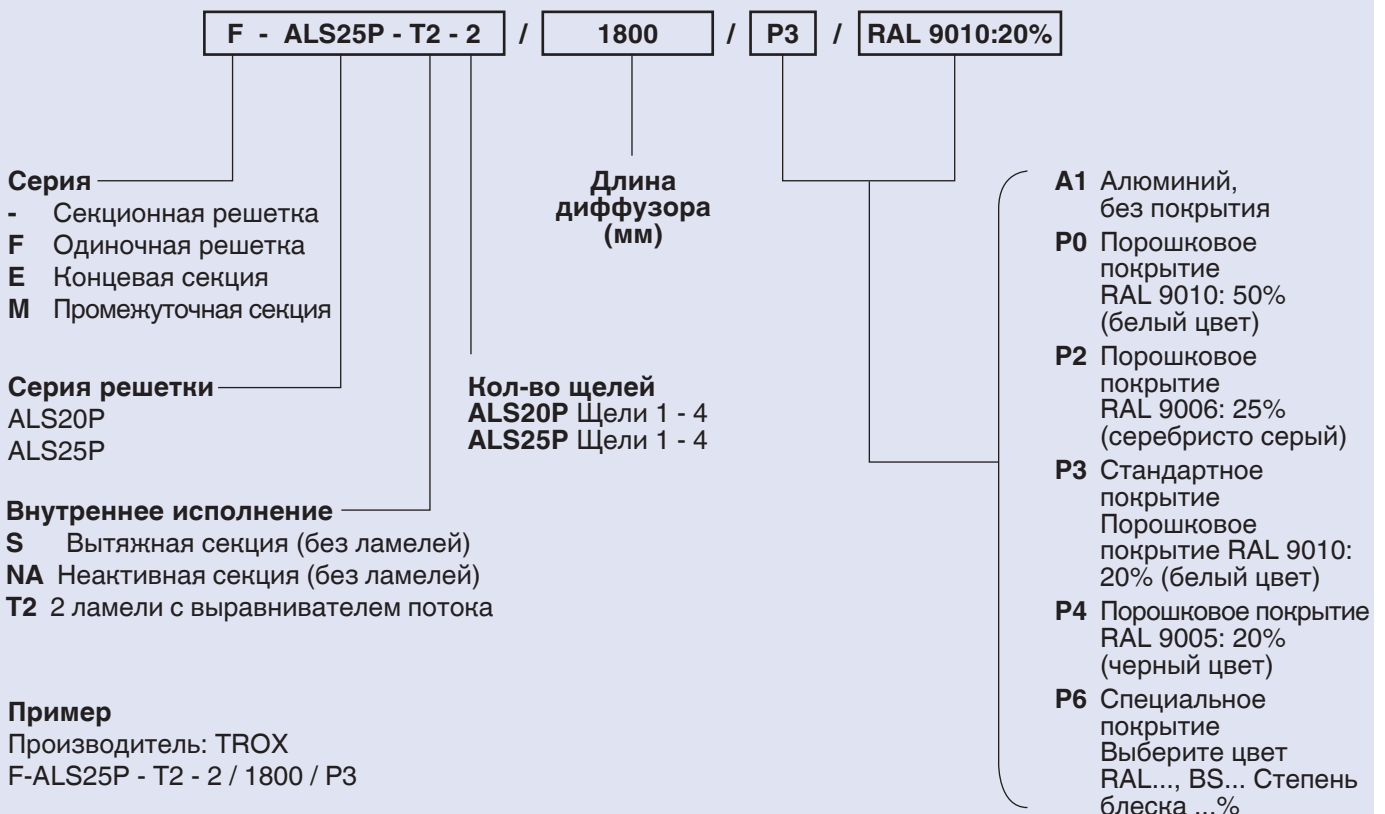 F - ALS25P - T2 - 2 / 1800 / P3 / RAL 9010:20%
Серия
- Секционная решетка
F Одиночная решетка
E Концевая секция
M Промежуточная секция
Серия решетки
ALS20P
ALS25P
Внутреннее исполнение
S Вытяжная секция (без ламелей)
NA Неактивная секция (без ламелей)
T2 2 ламели с выравнивателем потока
Пример
Производитель: TROX
F-ALS25P - T2 - 2 / 1800 / P3
Кол-во щелей
ALS20P Щели 1 - 4
ALS25P Щели 1 - 4
Длина
диффузора
(мм)
A1 Алюминий,
без покрытия
P0 Порошковое
покрытие
RAL 9010: 50%
(белый цвет)
P2 Порошковое
покрытие
RAL 9006: 25%
(серебристо серый)
P3 Стандартное
покрытие
Порошковое
покрытие RAL 9010:
20% (белый цвет)
P4 Порошковое покрытие
RAL 9005: 20%
(черный цвет)
P6 Специальное
покрытие
Выберите цвет
RAL..., BS... Степень
блеска ...%